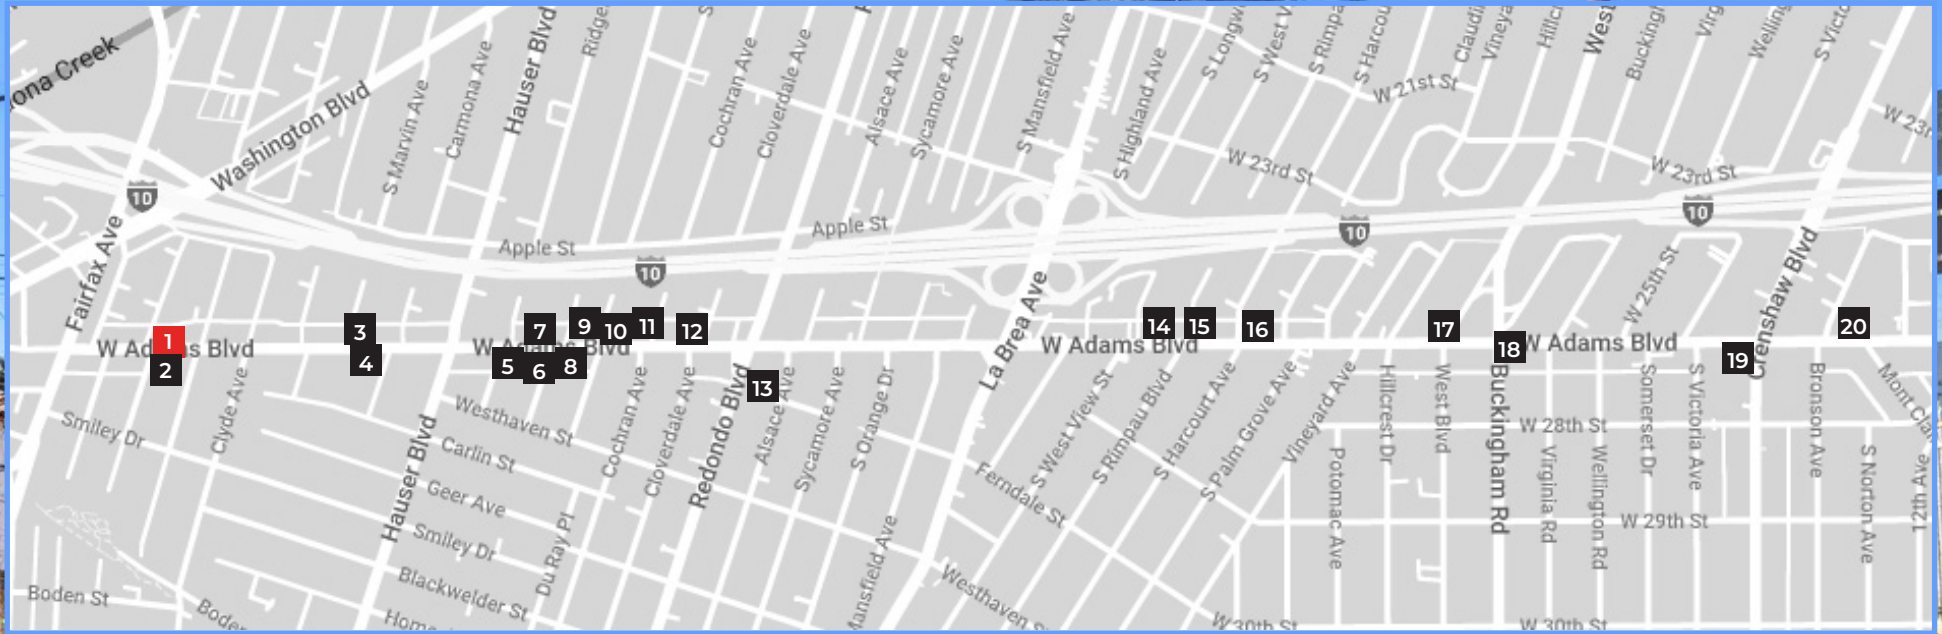 ona Creek
Washington Blvd
S Marvin Ave
Carmona Ave
Hauser Blvd
Ridge
S
Cochran Ave
Cloverdale Ave
Alsace Ave
Sycamore Ave
S Mansfield Ave
S Highland Ave
S Longw
S West V
S Rimpa
S Harcou
W 21st St
Claudi
Vineya
Hillcr
West
Buckingh
Virg
Welling
S Victo
W 23r
W 23rd St
W 23rd St
10
10
10
10
Fairfax Ave
Apple St
Apple St
La Brea Ave
W 25th St
Crenshaw Blvd
1
2
3
4
5
6
7
8
9
10
11
12
13
14
15
16
17
18
19
20
W Adams Blvd
W Adams Blvd
W Adams Blvd
W Adams Blvd
Smiley Dr
Clyde Ave
Hauser Blvd
Westhaven St
Carlin St
Geer Ave
Smiley Dr
Blackwelder St
Home
Du Ray Pl
Cochran Ave
Cloverdale Ave
Redondo Blvd
Alsace Ave
Sycamore Ave
S Orange Dr
Mansfield Ave
Westhaven St
Ferndale St
S West View St
S Rimpau Blvd
S Harcourt Ave
S Palm Grove Ave
Vineyard Ave
Hillcrest Dr
Potomac Ave
West Blvd
Buckingham Rd
W 28th St
Virginia Rd
Wellington Rd
Somerset Dr
S Victoria Ave
W 29th St
Bronson Ave
S Norton Ave
Mont Cla
12th Ave
Boden St
Boden
W 30th St
W 30th St